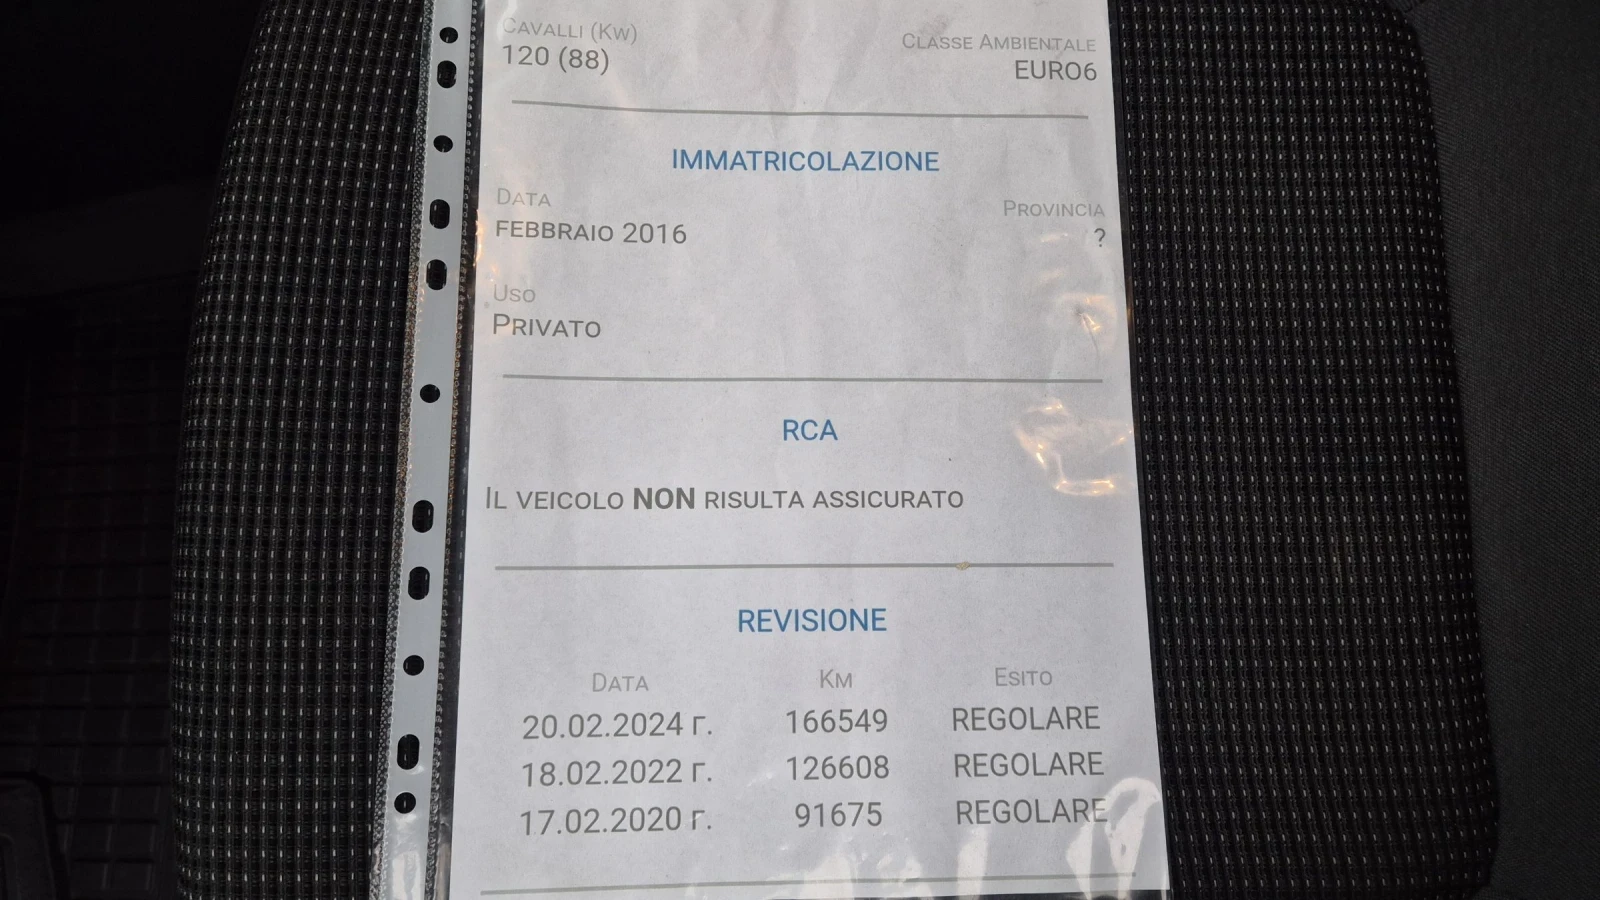 CAVALLI (KW)
120 (88)
CLASSE AMBIENTALE
EURO6
IMMATRICOLAZIONE
DATA
FEBBRAIO 2016
PROVINCIA
?
USO
PRIVATO
RCA
IL VEICOLO NON RISULTA ASSICURATO
REVISIONE
DATA KM ESITO
20.02.2024 г. 166549 REGOLARE
18.02.2022 г. 126608 REGOLARE
17.02.2020 г. 91675 REGOLARE